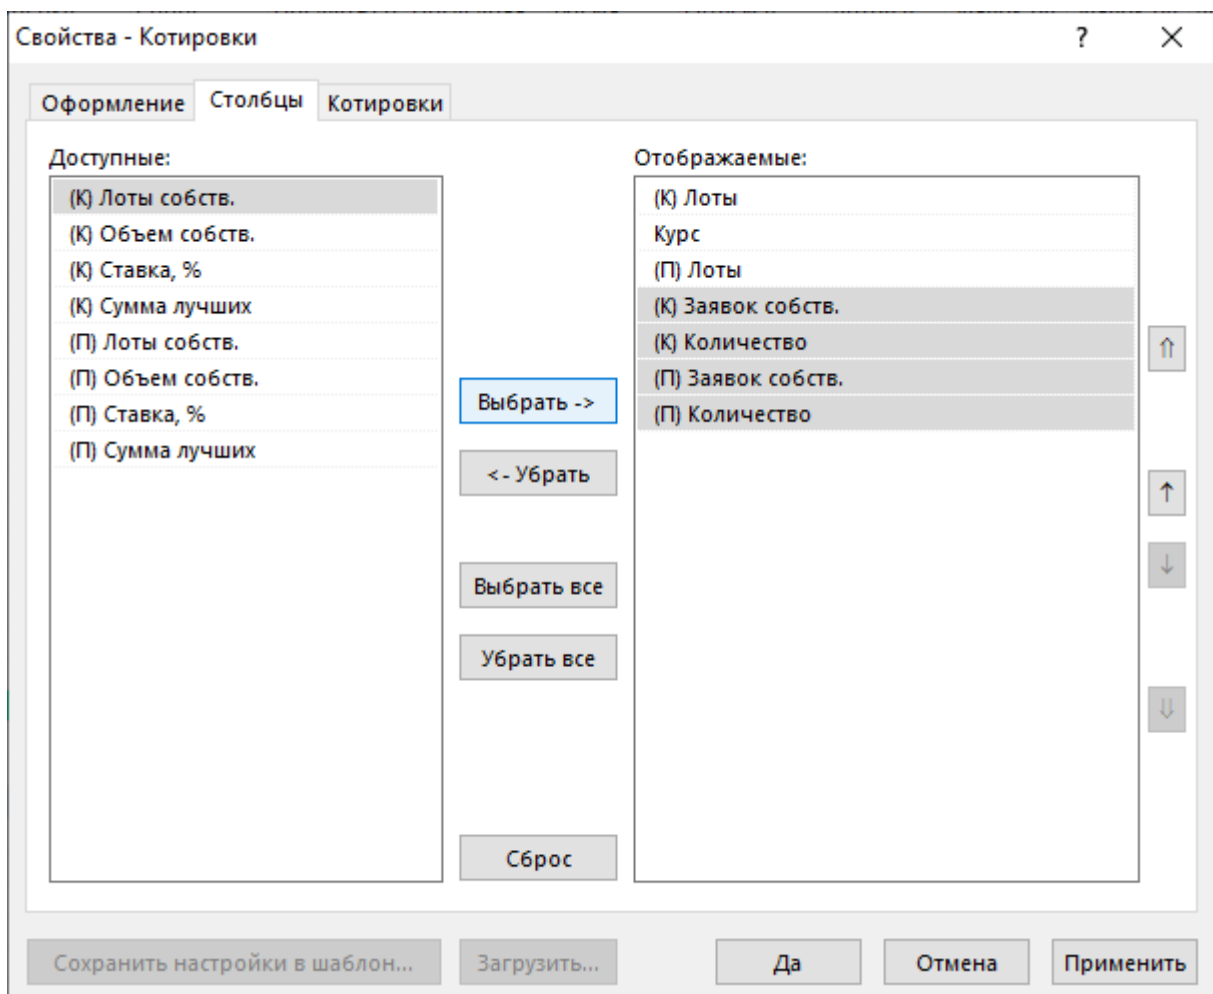 Свойства - Котировки
?
Оформление
Столбцы
Котировки
Доступные:
(К) Лоты собств.
(К) Объем собств.
(К) Ставка, %
(К) Сумма лучших
(П) Лоты собств.
(П) Объем собств.
(П) Ставка, %
(П) Сумма лучших
Выбрать ->
<- Убрать
Выбрать все
Убрать все
Сброс
Отображаемые:
(К) Лоты
Курс
(П) Лоты
(К) Заявок собств.
(К) Количество
(П) Заявок собств.
(П) Количество
Сохранить настройки в шаблон...
Загрузить...
Да
Отмена
Применить